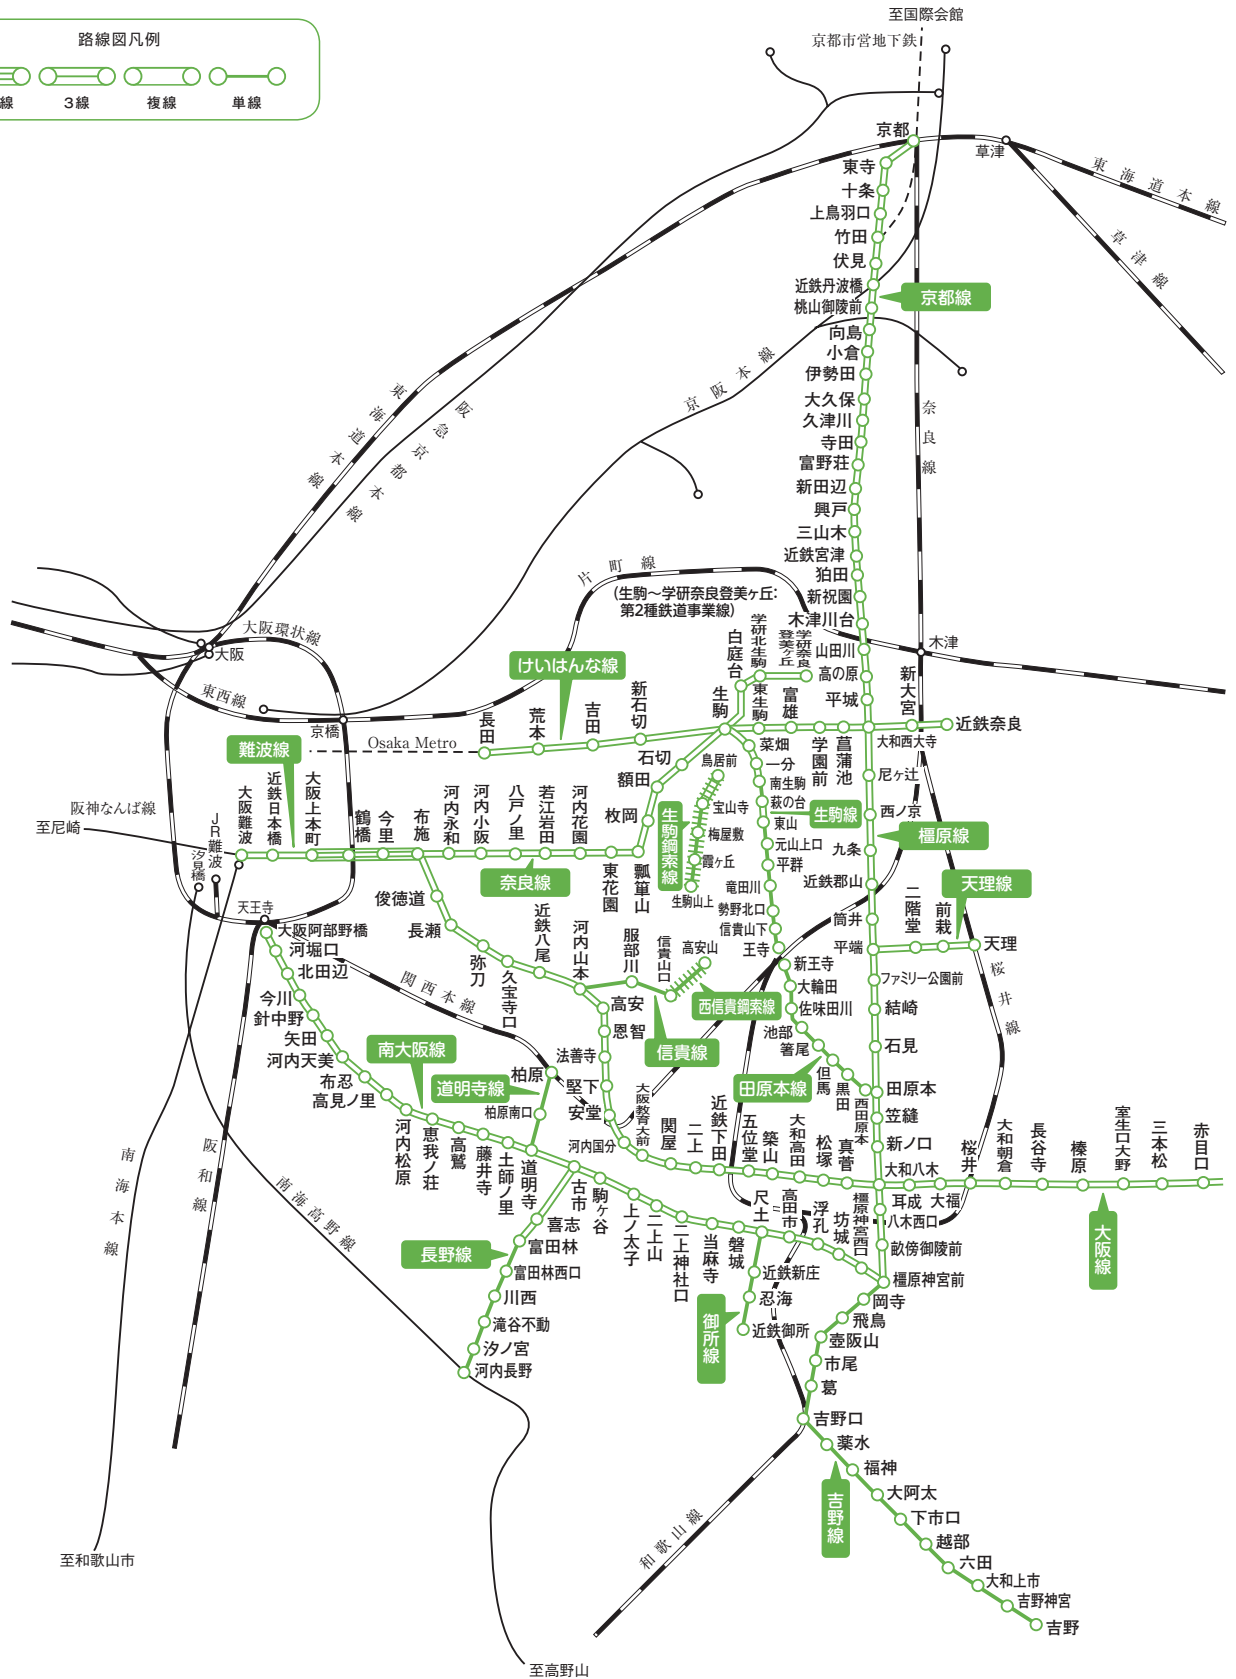 路線図凡例
線
3線
複線
単線
至国際会館
京都市営地下鉄
京都
東寺
十条
上鳥羽口
竹田
伏見
近鉄丹波橋
桃山御陵前
向島
小倉
伊勢田
大久保
久津川
寺田
富野荘
新田辺
興戸
三山木
近鉄宮津
狛田
新祝園
木津川台
山田川
高の原
平城
京都線
草津
東海道本線
草津線
奈良線
木津
京阪本線
東海道本線
阪急京都本線
片町線
(生駒〜学研奈良登美ヶ丘:
第2種鉄道事業線)
大阪環状線
大阪
東西線
京橋
けいはんな線
Osaka Metro
長田
荒本
吉田
新石切
生駒
白庭台
学研北生駒
学研奈良
登美ヶ丘
東生駒
富雄
学園前
菖蒲池
大和西大寺
新大宮
近鉄奈良
難波線
阪神なんば線
至尼崎
大阪難波
近鉄日本橋
大阪上本町
鶴橋
今里
布施
河内永和
河内小阪
八戸ノ里
若江岩田
河内花園
東花園
瓢箪山
枚岡
額田
石切
奈良線
JR難波
汐見橋
天王寺
鳥居前
宝山寺
梅屋敷
霞ヶ丘
生駒山上
生駒鋼索線
菜畑
一分
南生駒
萩の台
東山
元山上口
平群
竜田川
勢野北口
信貴山下
王寺
生駒線
尼ヶ辻
西ノ京
九条
近鉄郡山
筒井
平端
ファミリー公園前
結崎
石見
田原本
笠縫
新ノ口
大和八木
八木西口
畝傍御陵前
橿原神宮前
橿原線
二階堂
前栽
天理
天理線
桜井線
新王寺
大輪田
佐味田川
池部
箸尾
但馬
黒田
西田原本
田原本線
俊徳道
長瀬
弥刀
久宝寺口
近鉄八尾
河内山本
高安
恩智
法善寺
堅下
安堂
河内国分
大阪教育大前
関屋
二上
近鉄下田
五位堂
築山
大和高田
松塚
真菅
耳成
大福
桜井
大和朝倉
長谷寺
榛原
室生口大野
三本松
赤目口
大阪線
服部川
信貴山口
高安山
西信貴鋼索線
信貴線
関西本線
大阪阿部野橋
河堀口
北田辺
今川
針中野
矢田
河内天美
布忍
高見ノ里
河内松原
恵我ノ荘
高鷲
藤井寺
土師ノ里
道明寺
古市
駒ヶ谷
上ノ太子
二上山
二上神社口
当麻寺
磐城
尺土
高田市
浮孔
坊城
橿原神宮西口
南大阪線
道明寺線
柏原
柏原南口
喜志
富田林
富田林西口
川西
滝谷不動
汐ノ宮
河内長野
長野線
近鉄新庄
忍海
近鉄御所
御所線
岡寺
飛鳥
壺阪山
市尾
葛
吉野口
薬水
福神
大阿太
下市口
越部
六田
大和上市
吉野神宮
吉野
吉野線
南海本線
阪和線
南海高野線
和歌山線
至和歌山市
至高野山